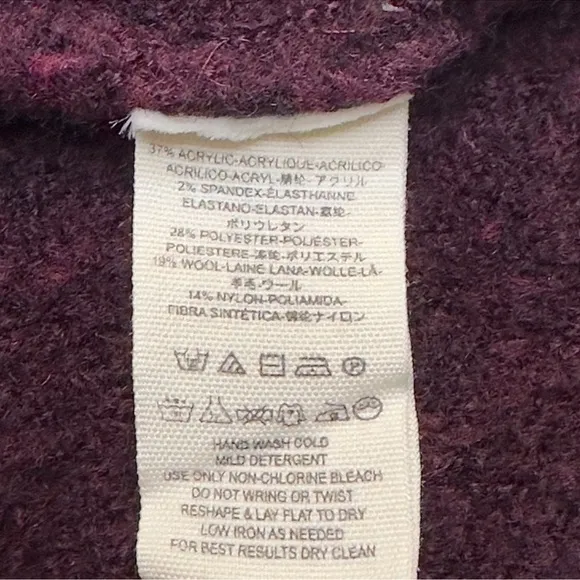 37% ACRYLIC-ACRYLIQUE-ACRILICO-
ACRILICO-ACRYL-腈纶-アクリル
2% SPANDEX-ÉLASTHANNE
ELASTANO-ELASTAN-氨纶-
ポリウレタン
28% POLYESTER-POLIÉSTER-
POLIESTERE-涤纶-ポリエステル
19% WOOL-LAINE LANA-WOLLE-LÃ-
羊毛-ウール
14% NYLON-POLIAMIDA-
FIBRA SINTÉTICA-锦纶ナイロン
HAND WASH COLD
MILD DETERGENT
USE ONLY NON-CHLORINE BLEACH
DO NOT WRING OR TWIST
RESHAPE & LAY FLAT TO DRY
LOW IRON AS NEEDED
FOR BEST RESULTS DRY CLEAN